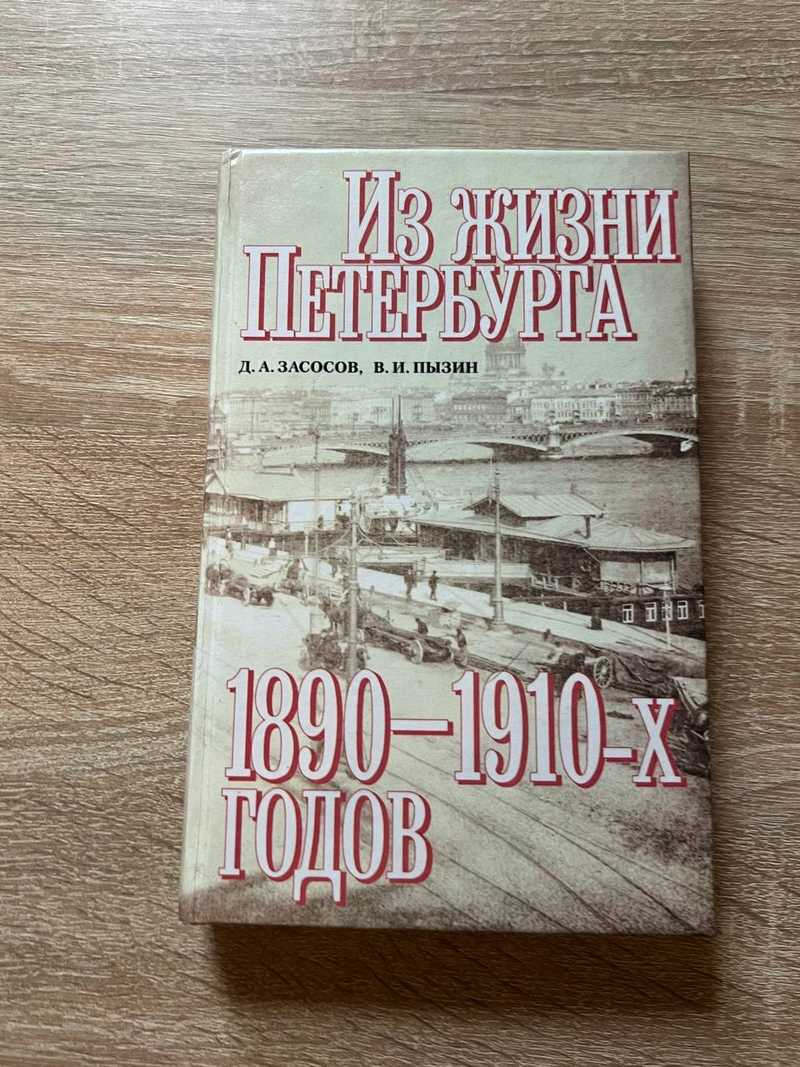 Из жизни
Петербурга
Д. А. ЗАСОСОВ, В. И. ПЫЗИН
1890—1910-х
годов